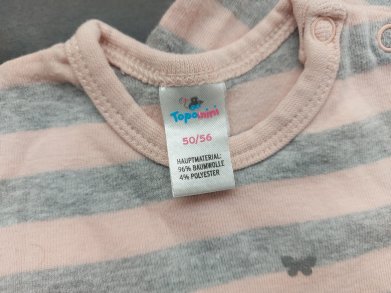 Topomini
50/56
HAUPTMATERIAL:
96% BAUMWOLLE
4% POLYESTER